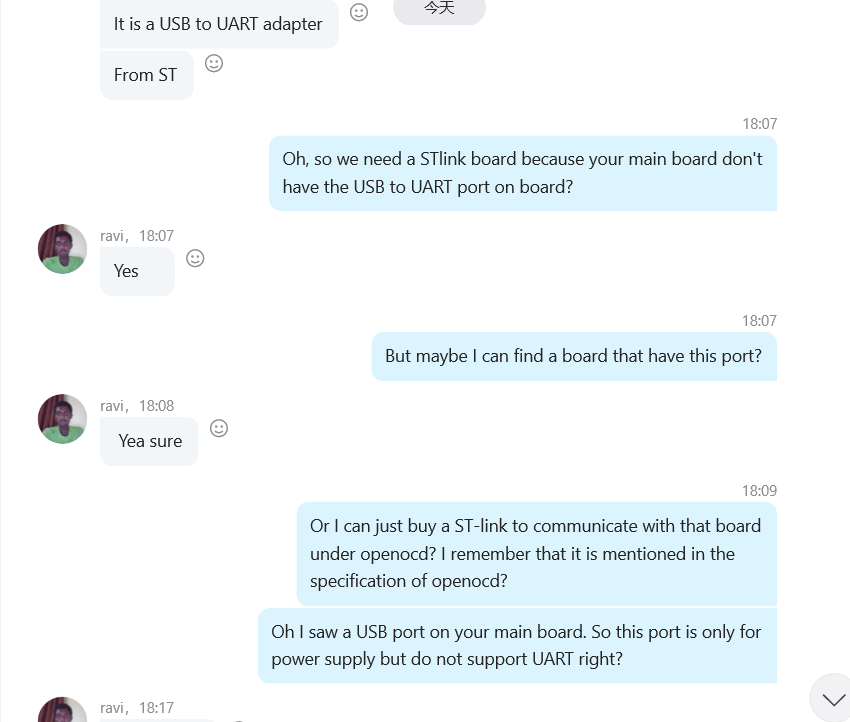 今天
It is a USB to UART adapter
From ST
18:07
Oh, so we need a STlink board because your main board don't
have the USB to UART port on board?
ravi, 18:07
Yes
18:07
But maybe I can find a board that have this port?
ravi, 18:08
Yea sure
18:09
Or I can just buy a ST-link to communicate with that board
under openocd? I remember that it is mentioned in the
specification of openocd?
Oh I saw a USB port on your main board. So this port is only for
power supply but do not support UART right?
ravi, 18:17